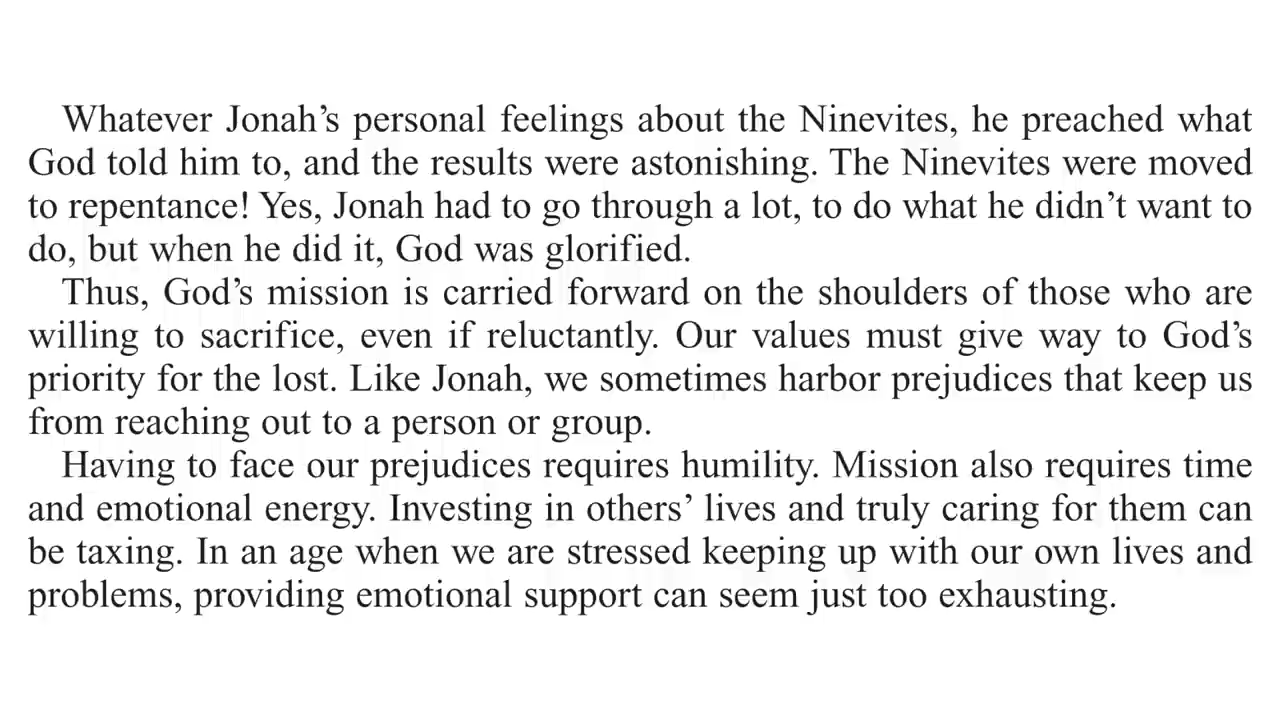 Whatever Jonah’s personal feelings about the Ninevites, he preached what
God told him to, and the results were astonishing. The Ninevites were moved
to repentance! Yes, Jonah had to go through a lot, to do what he didn’t want to
do, but when he did it, God was glorified.
Thus, God’s mission is carried forward on the shoulders of those who are
willing to sacrifice, even if reluctantly. Our values must give way to God’s
priority for the lost. Like Jonah, we sometimes harbor prejudices that keep us
from reaching out to a person or group.
Having to face our prejudices requires humility. Mission also requires time
and emotional energy. Investing in others’ lives and truly caring for them can
be taxing. In an age when we are stressed keeping up with our own lives and
problems, providing emotional support can seem just too exhausting.